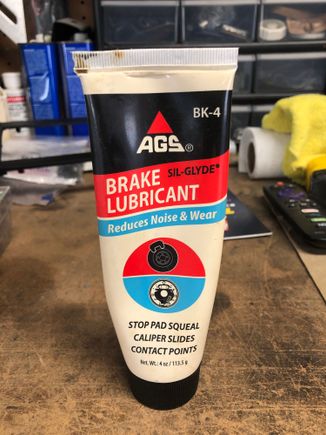 BK-4
AGS®
SIL-GLYDE®
BRAKE
LUBRICANT
Reduces Noise & Wear
STOP PAD SQUEAL
CALIPER SLIDES
CONTACT POINTS
Net. Wt.: 4 oz / 113.5 g